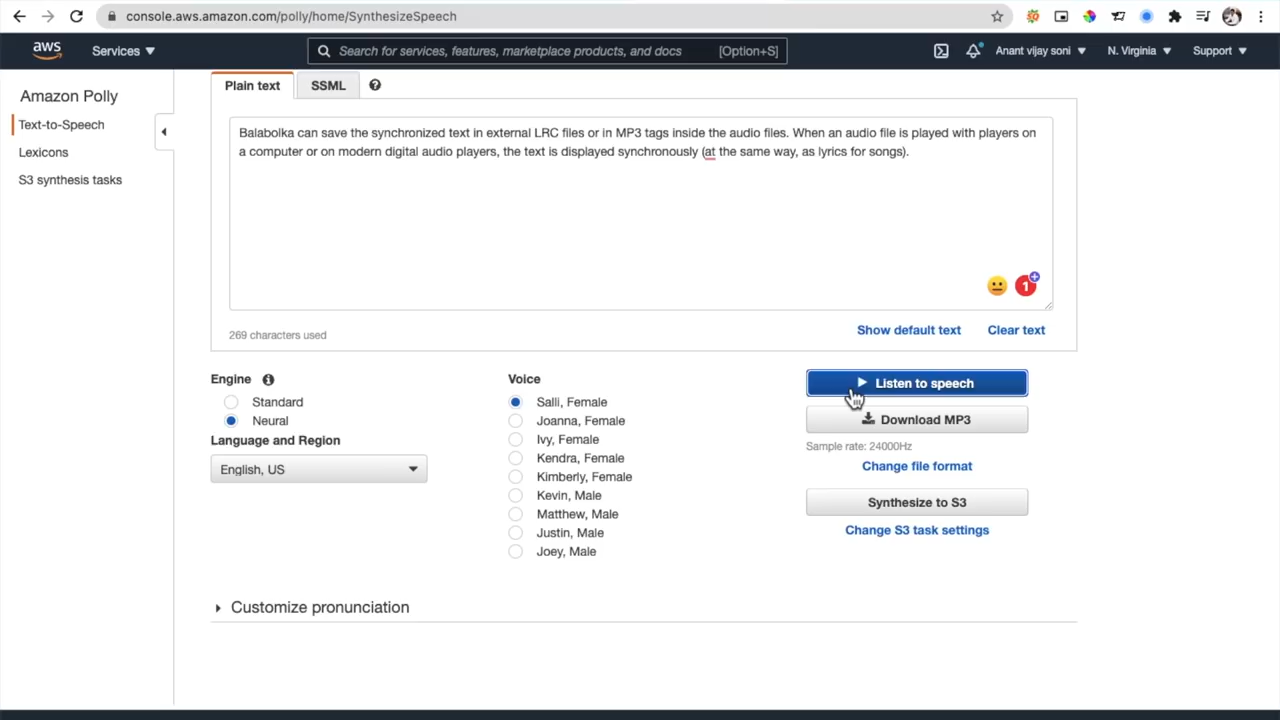 console.aws.amazon.com/polly/home/SynthesizeSpeech
aws
Services
Search for services, features, marketplace products, and docs
[Option+S]
Anant vijay soni
N. Virginia
Support
Amazon Polly
Text-to-Speech
Lexicons
S3 synthesis tasks
Plain text
SSML
?
Balabolka can save the synchronized text in external LRC files or in MP3 tags inside the audio files. When an audio file is played with players on
a computer or on modern digital audio players, the text is displayed synchronously (at the same way, as lyrics for songs).
1
269 characters used
Show default text
Clear text
Engine
Standard
Neural
Language and Region
English, US
Voice
Salli, Female
Joanna, Female
Ivy, Female
Kendra, Female
Kimberly, Female
Kevin, Male
Matthew, Male
Justin, Male
Joey, Male
Listen to speech
Download MP3
Sample rate: 24000Hz
Change file format
Synthesize to S3
Change S3 task settings
Customize pronunciation